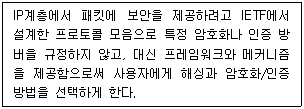 IP계층에서 패킷에 보안을 제공하려고 IETF에서
설계한 프로토콜 모음으로 특정 암호화나 인증 방
버을 규정하지 않고, 대신 프레임워크와 메커니즘
을 제공함으로써 사용자에게 해싱과 암호화/인증
방법을 선택하게 한다.